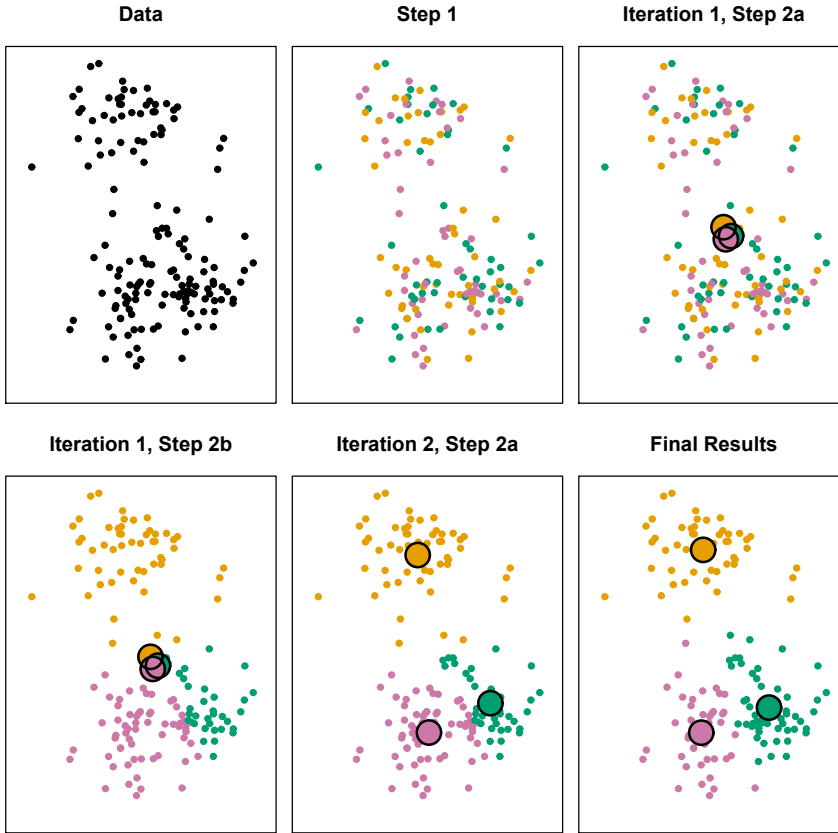 Data
Step 1
Iteration 1, Step 2a
Iteration 1, Step 2b
Iteration 2, Step 2a
Final Results